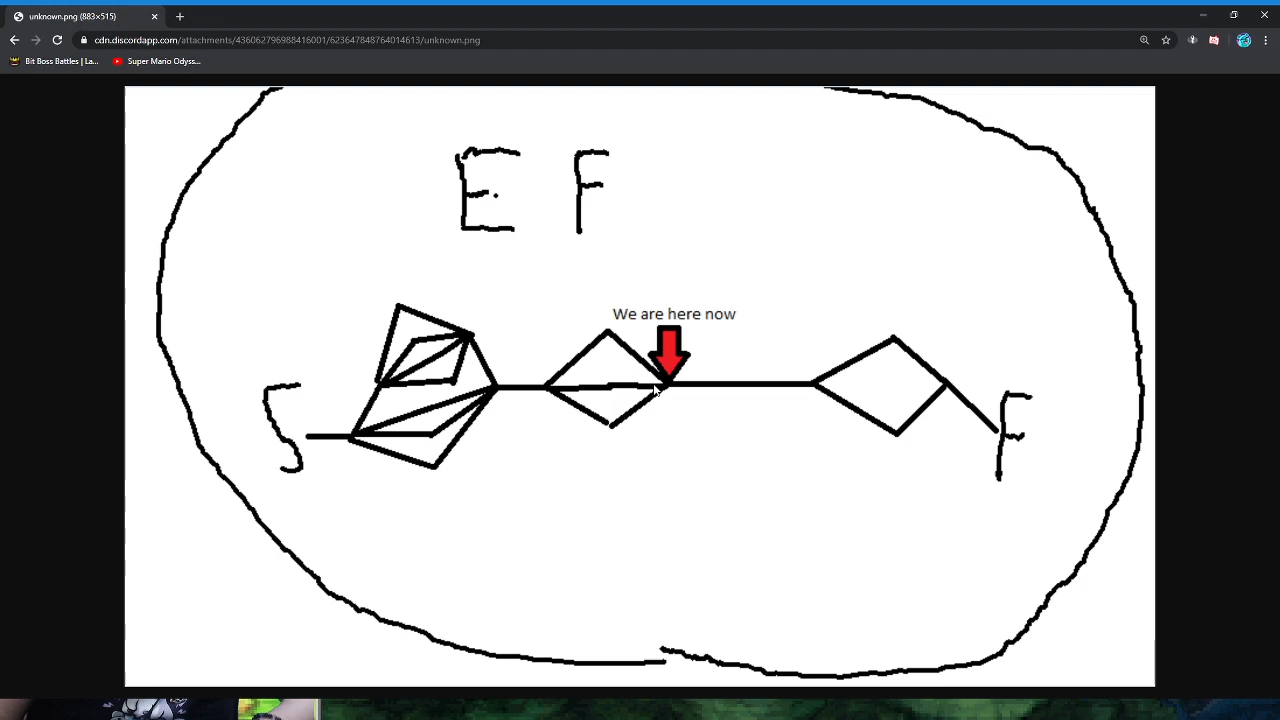 unknown.png (883×515)
cdn.discordapp.com/attachments/436062796988416001/623647848764014613/unknown.png
Bit Boss Battles | La...
Super Mario Odyss...
E F
We are here now
S
F